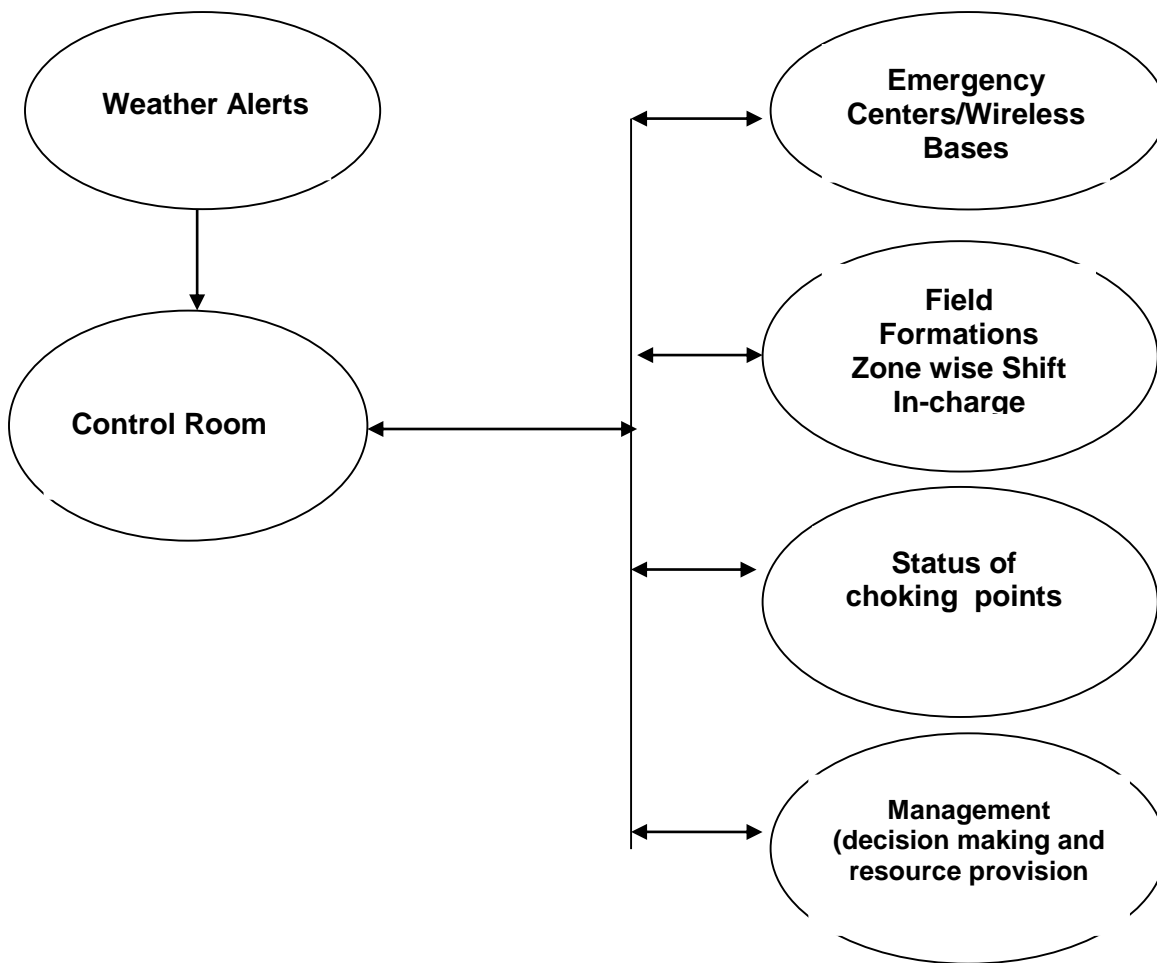 Weather Alerts
Control Room
Emergency
Centers/Wireless
Bases
Field
Formations
Zone wise Shift
In-charge
Status of
choking points
Management
(decision making and
resource provision